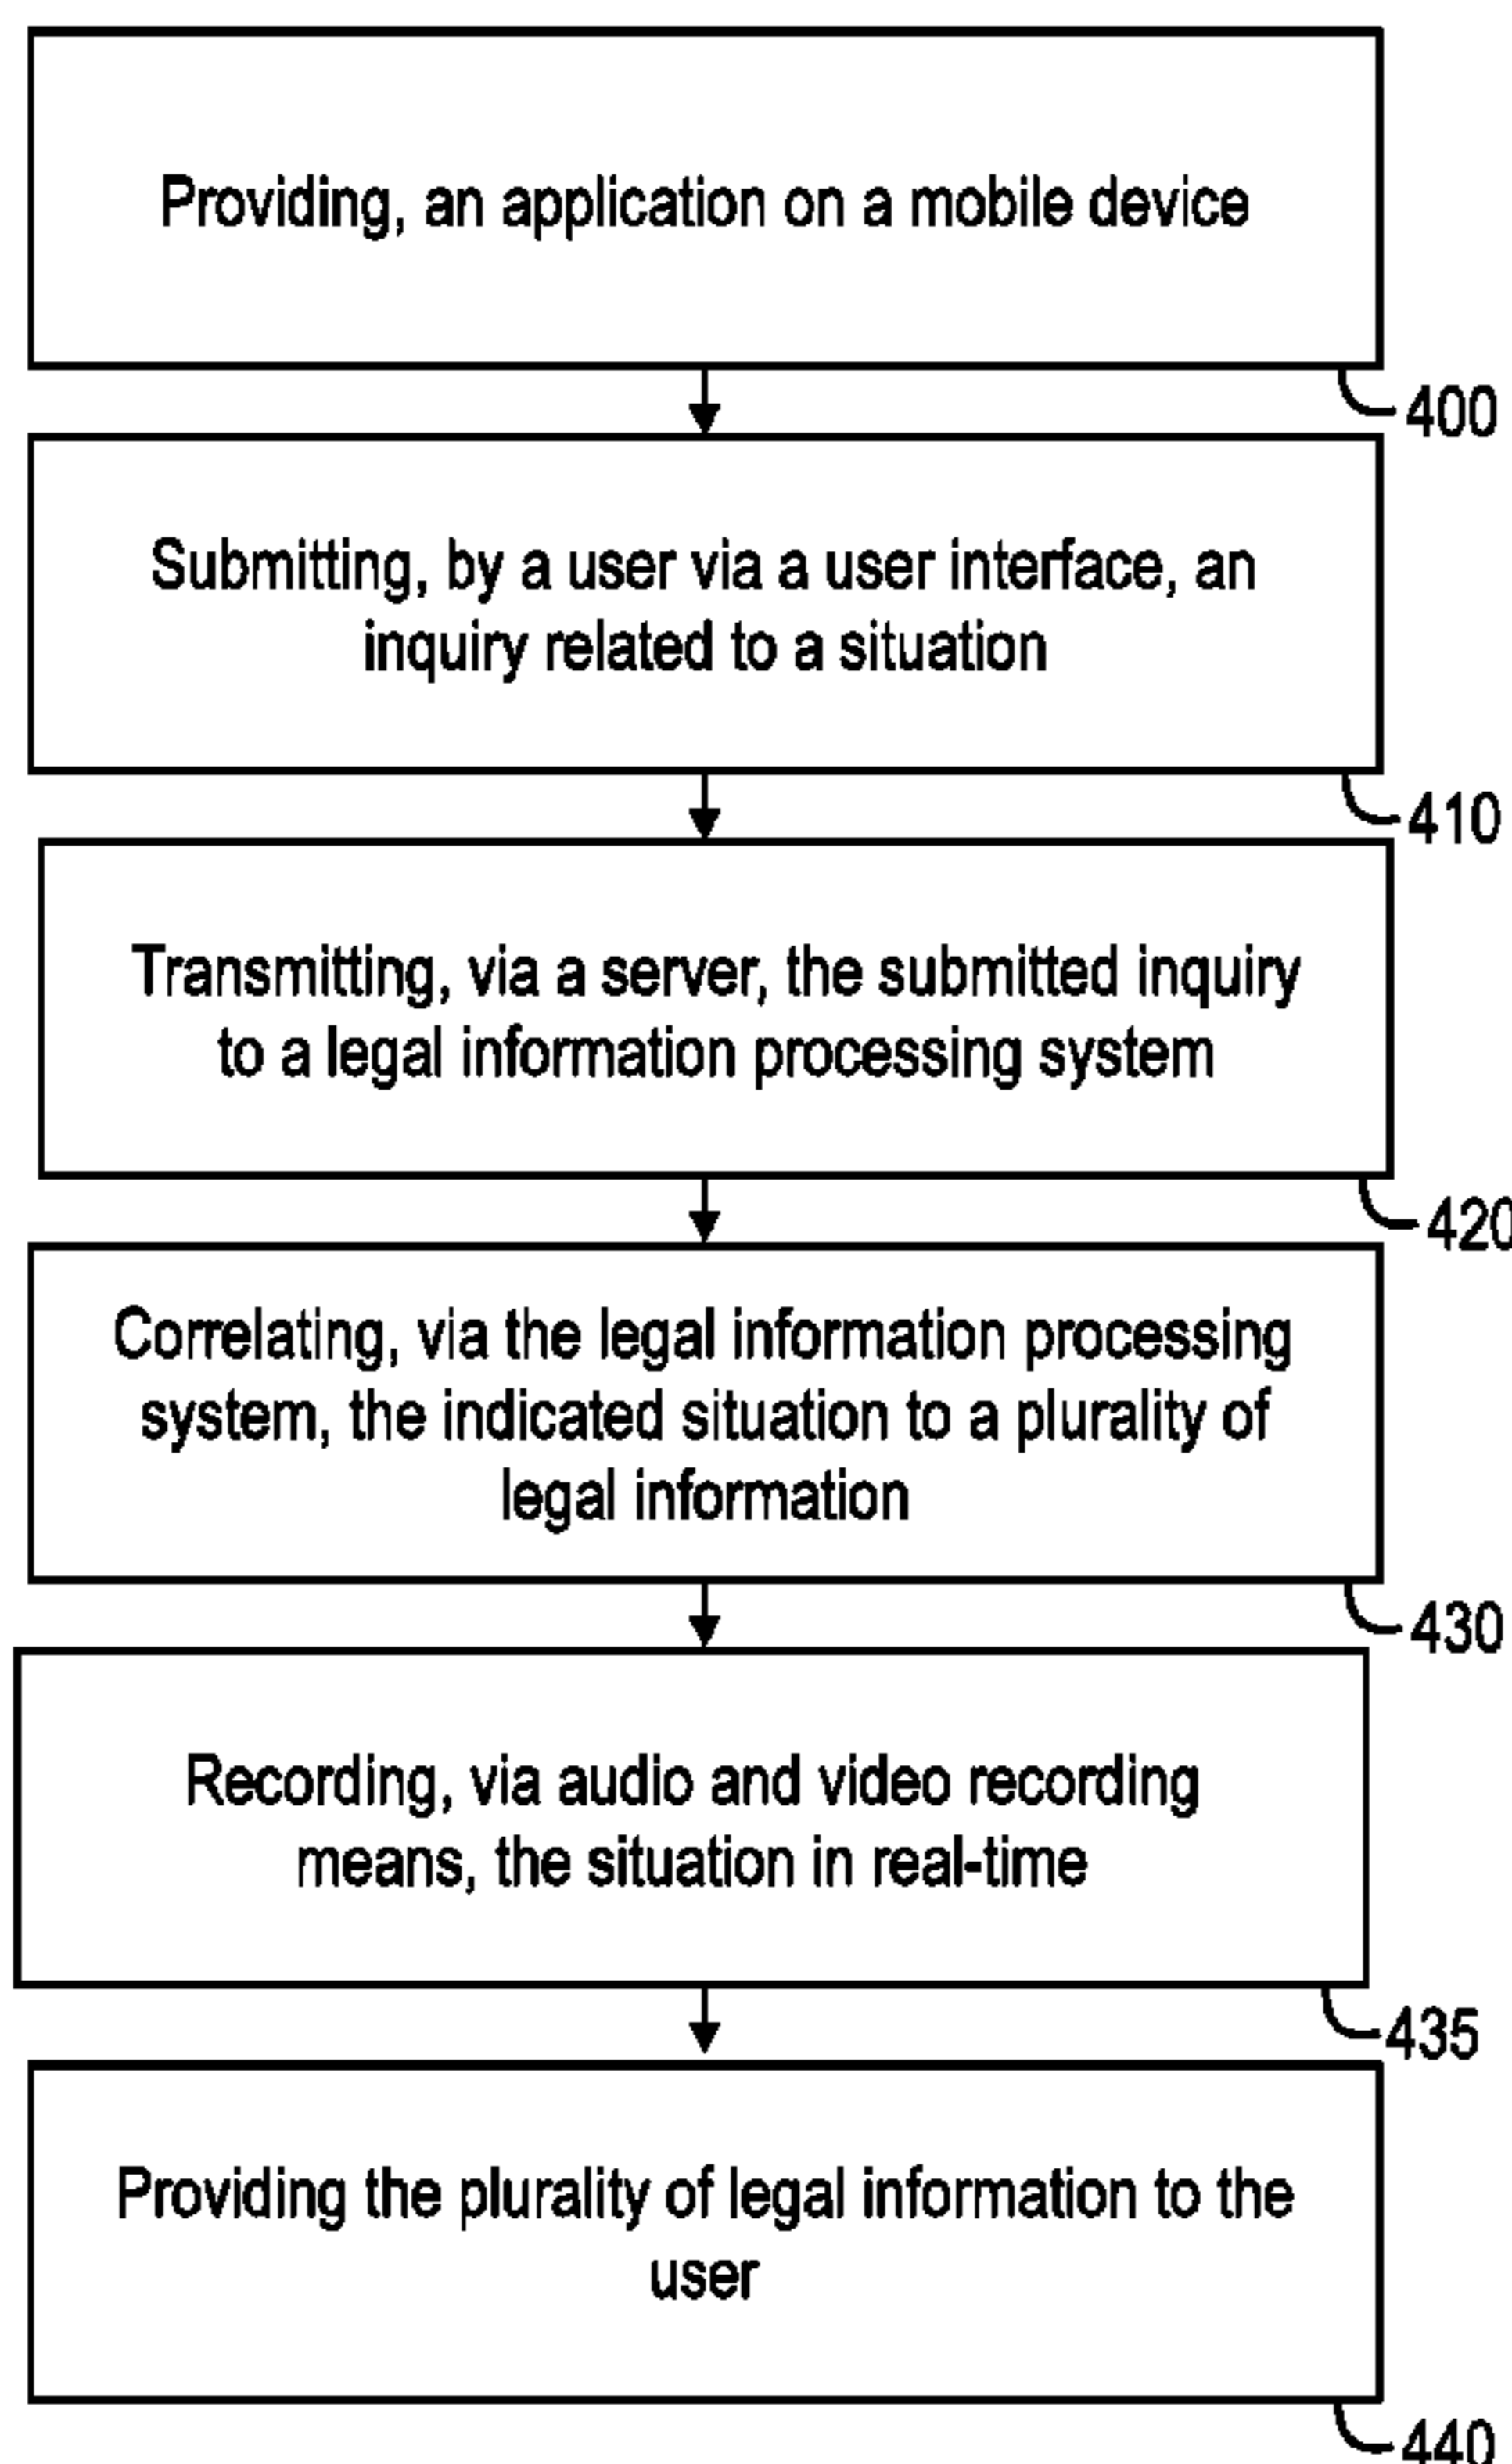 Providing, an application on a mobile device
400
Submitting, by a user via a user interface, an
inquiry related to a situation
410
Transmitting, via a server, the submitted inquiry
to a legal information processing system
420
Correlating, via the legal information processing
system, the indicated situation to a plurality of
legal information
430
Recording, via audio and video recording
means, the situation in real-time
435
Providing the plurality of legal information to the
user
440